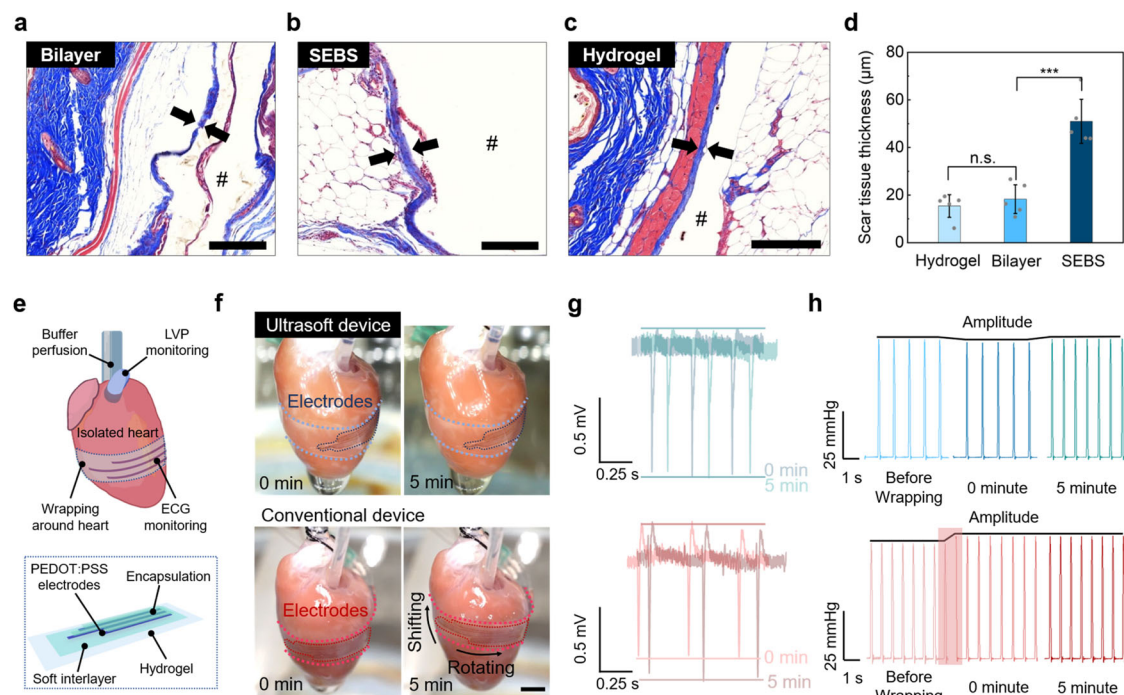 a
Bilayer
#
b
SEBS
#
c
Hydrogel
#
d
Scar tissue thickness (μm)
80
60
40
20
0
***
n.s.
Hydrogel
Bilayer
SEBS
e
Buffer
perfusion
LVP
monitoring
Isolated heart
Wrapping
around heart
ECG
monitoring
PEDOT:PSS
electrodes
Encapsulation
Soft interlayer
Hydrogel
f
Ultrasoft device
Electrodes
0 min
5 min
Conventional device
Electrodes
0 min
Shifting
Rotating
5 min
g
0.5 mV
0.25 s
0 min
5 min
0.5 mV
0.25 s
0 min
5 min
h
Amplitude
25 mmHg
1 s
Before
Wrapping
0 minute
5 minute
Amplitude
25 mmHg
1 s
Before
Wrapping
0 minute
5 minute